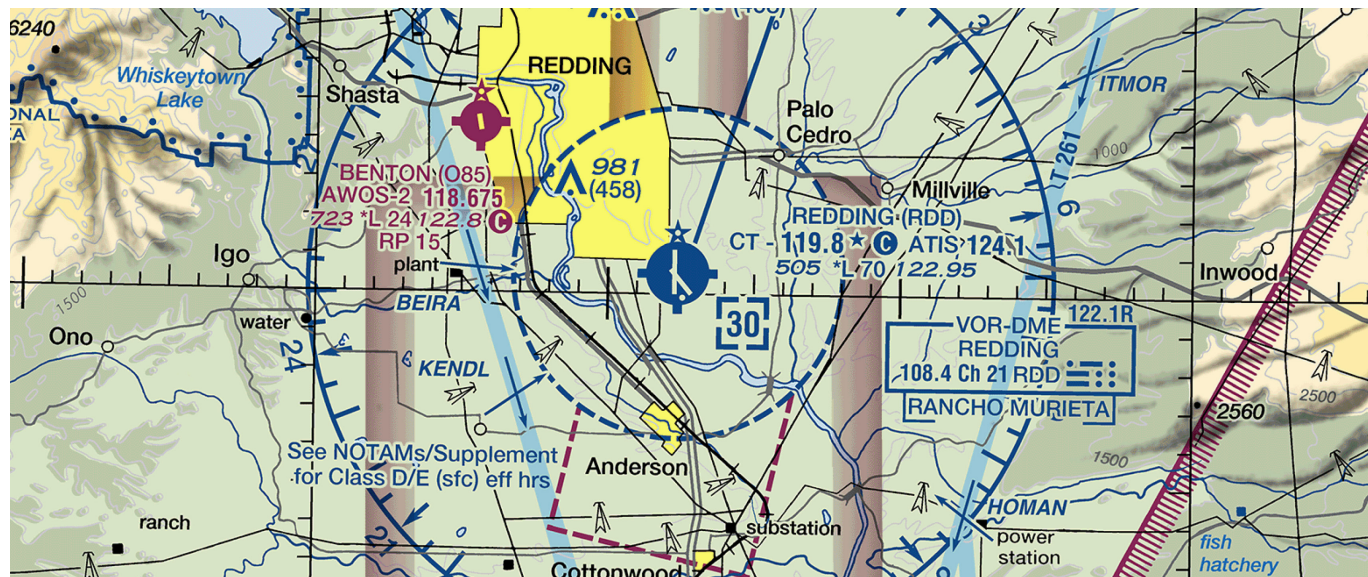 6240
Whiskeytown
Lake
ONAL
A
Shasta
REDDING
Palo
Cedro
ITMOR
1000
T 261
981
(458)
Millville
BENTON (O85)
AWOS-2 118.675
723 *L 24 122.8 C
RP 15
REDDING (RDD)
CT - 119.8 ★ C ATIS 124.1
505 *L 70 122.95
Igo
plant
1500
BEIRA
Inwood
6
3
water
30
122.1R
VOR-DME
REDDING
108.4 Ch 21 RDD
RANCHO MURIETA
Ono
24
KENDL
2560
2500
See NOTAMs/Supplement
for Class D/E (sfc) eff hrs
Anderson
1500
HOMAN
ranch
21
substation
power
station
fish
hatchery
Cottonwood